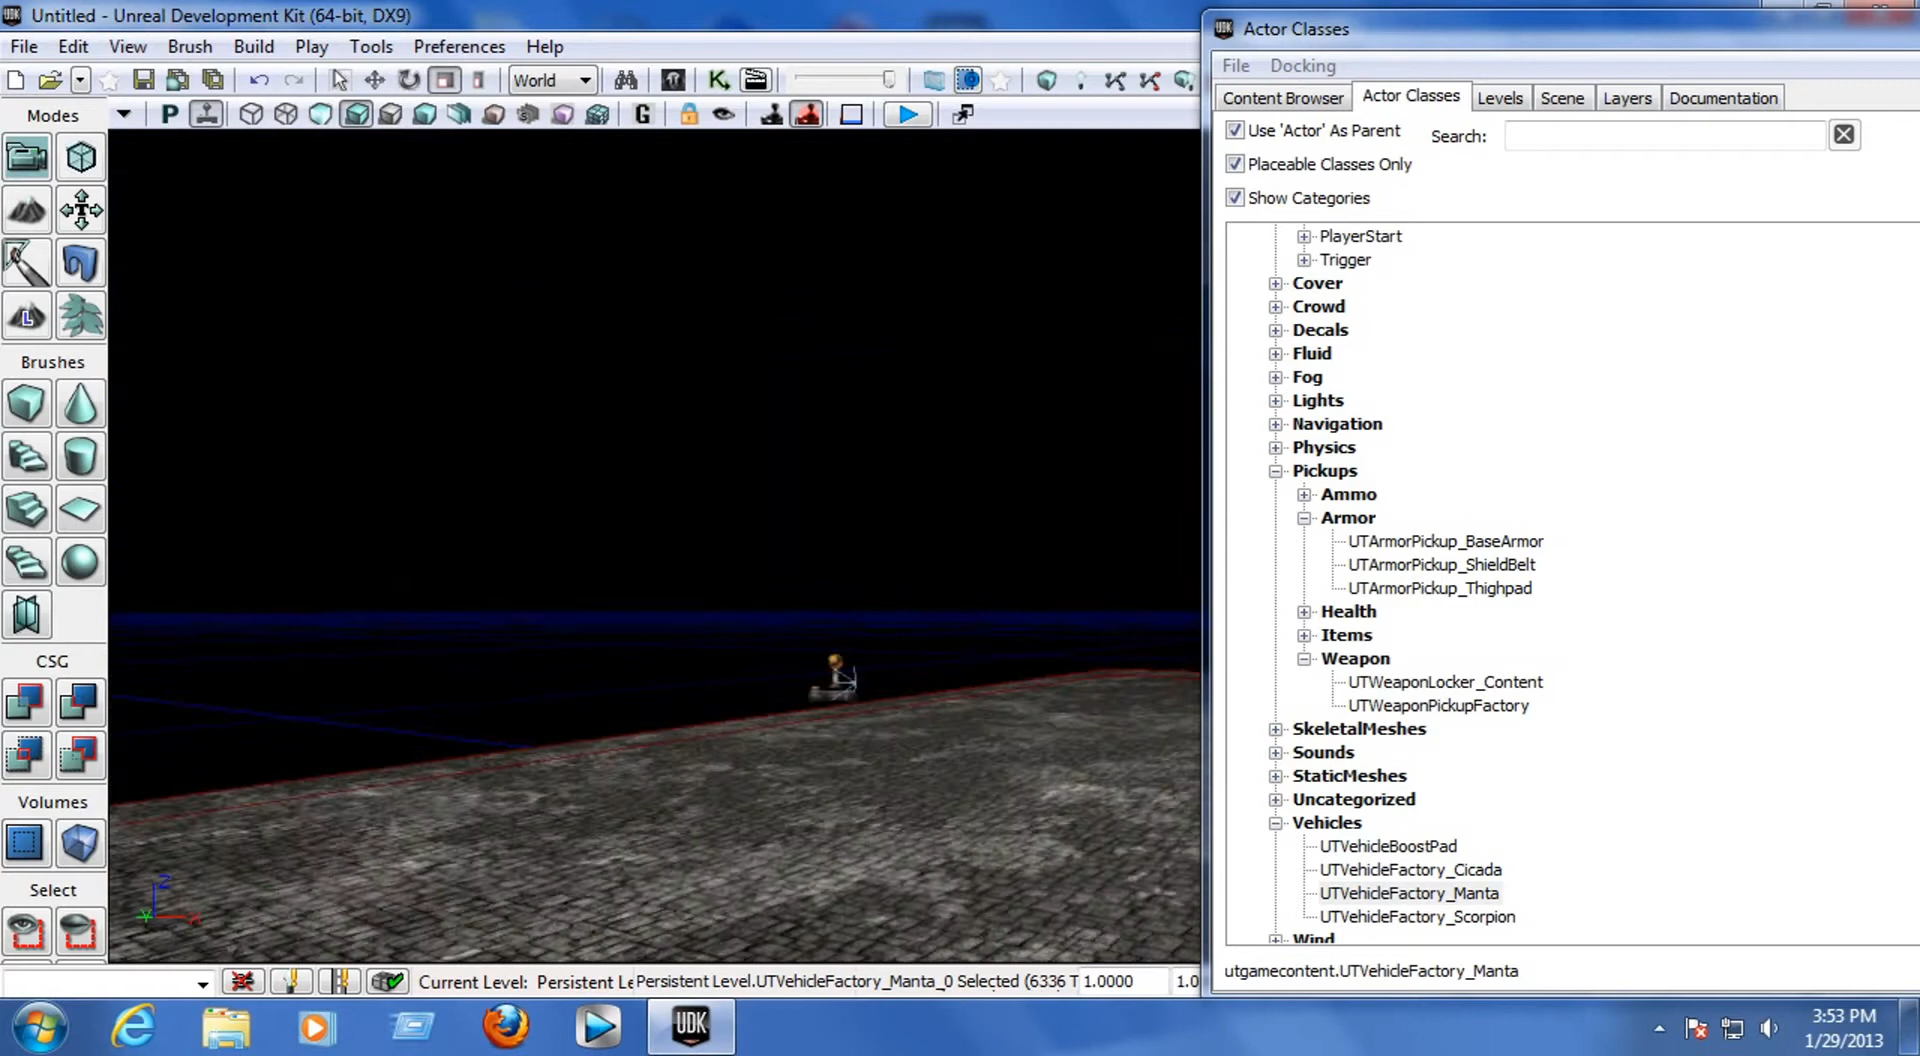 Untitled - Unreal Development Kit (64-bit, DX9)
File Edit View Brush Build Play Tools Preferences Help
World
Modes
P
G
L
Brushes
CSG
Volumes
Select
Z
Y
X
Current Level: Persistent Le
Persistent Level.UTVehicleFactory_Manta_0 Selected (6336 T
1.0000
1.0
Actor Classes
File Docking
Content Browser Actor Classes Levels Scene Layers Documentation
Use 'Actor' As Parent
Search:
Placeable Classes Only
Show Categories
PlayerStart
Trigger
Cover
Crowd
Decals
Fluid
Fog
Lights
Navigation
Physics
Pickups
Ammo
Armor
UTArmorPickup_BaseArmor
UTArmorPickup_ShieldBelt
UTArmorPickup_Thighpad
Health
Items
Weapon
UTWeaponLocker_Content
UTWeaponPickupFactory
SkeletalMeshes
Sounds
StaticMeshes
Uncategorized
Vehicles
UTVehicleBoostPad
UTVehicleFactory_Cicada
UTVehicleFactory_Manta
UTVehicleFactory_Scorpion
Wind
utgamecontent.UTVehicleFactory_Manta
UDK
3:53 PM
1/29/2013